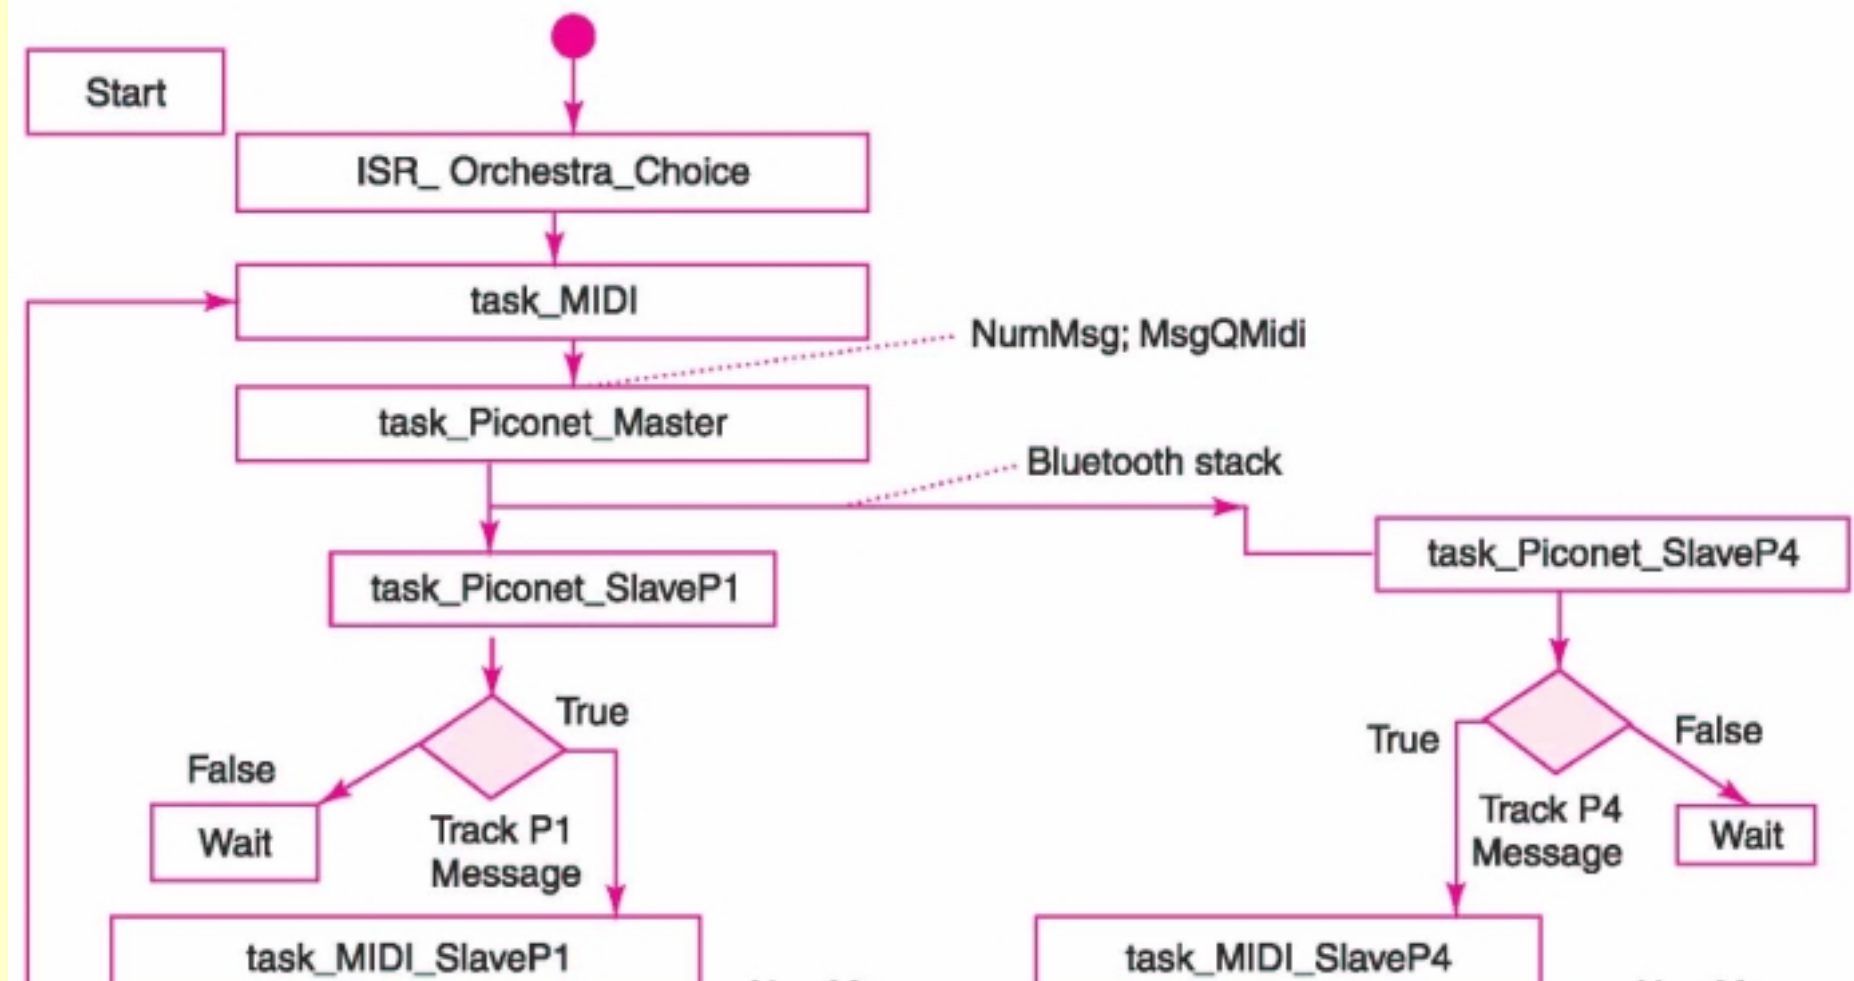 Start
ISR_ Orchestra_Choice
task_MIDI
NumMsg; MsgQMidi
task_Piconet_Master
Bluetooth stack
task_Piconet_SlaveP4
task_Piconet_SlaveP1
True
False
Wait
Track P1
Message
True
False
Track P4
Message
Wait
task_MIDI_SlaveP1
task_MIDI_SlaveP4